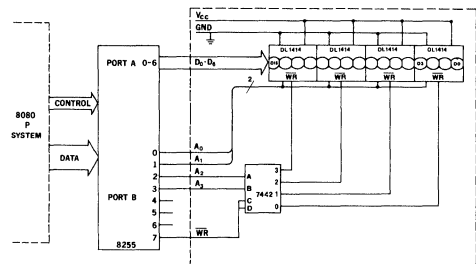 VCC
GND
DL1414 DL1414 DL1414 DL1414
PORT A 0-6
D0-D6
D15
D3 D0
WR WR WR WR
2
8080
P
SYSTEM
CONTROL
DATA
0 A0
1 A1
2 A2 A
3 A3 B
4
5
6
7 WR
C
D
PORT B
8255
7442
3
2
1
0